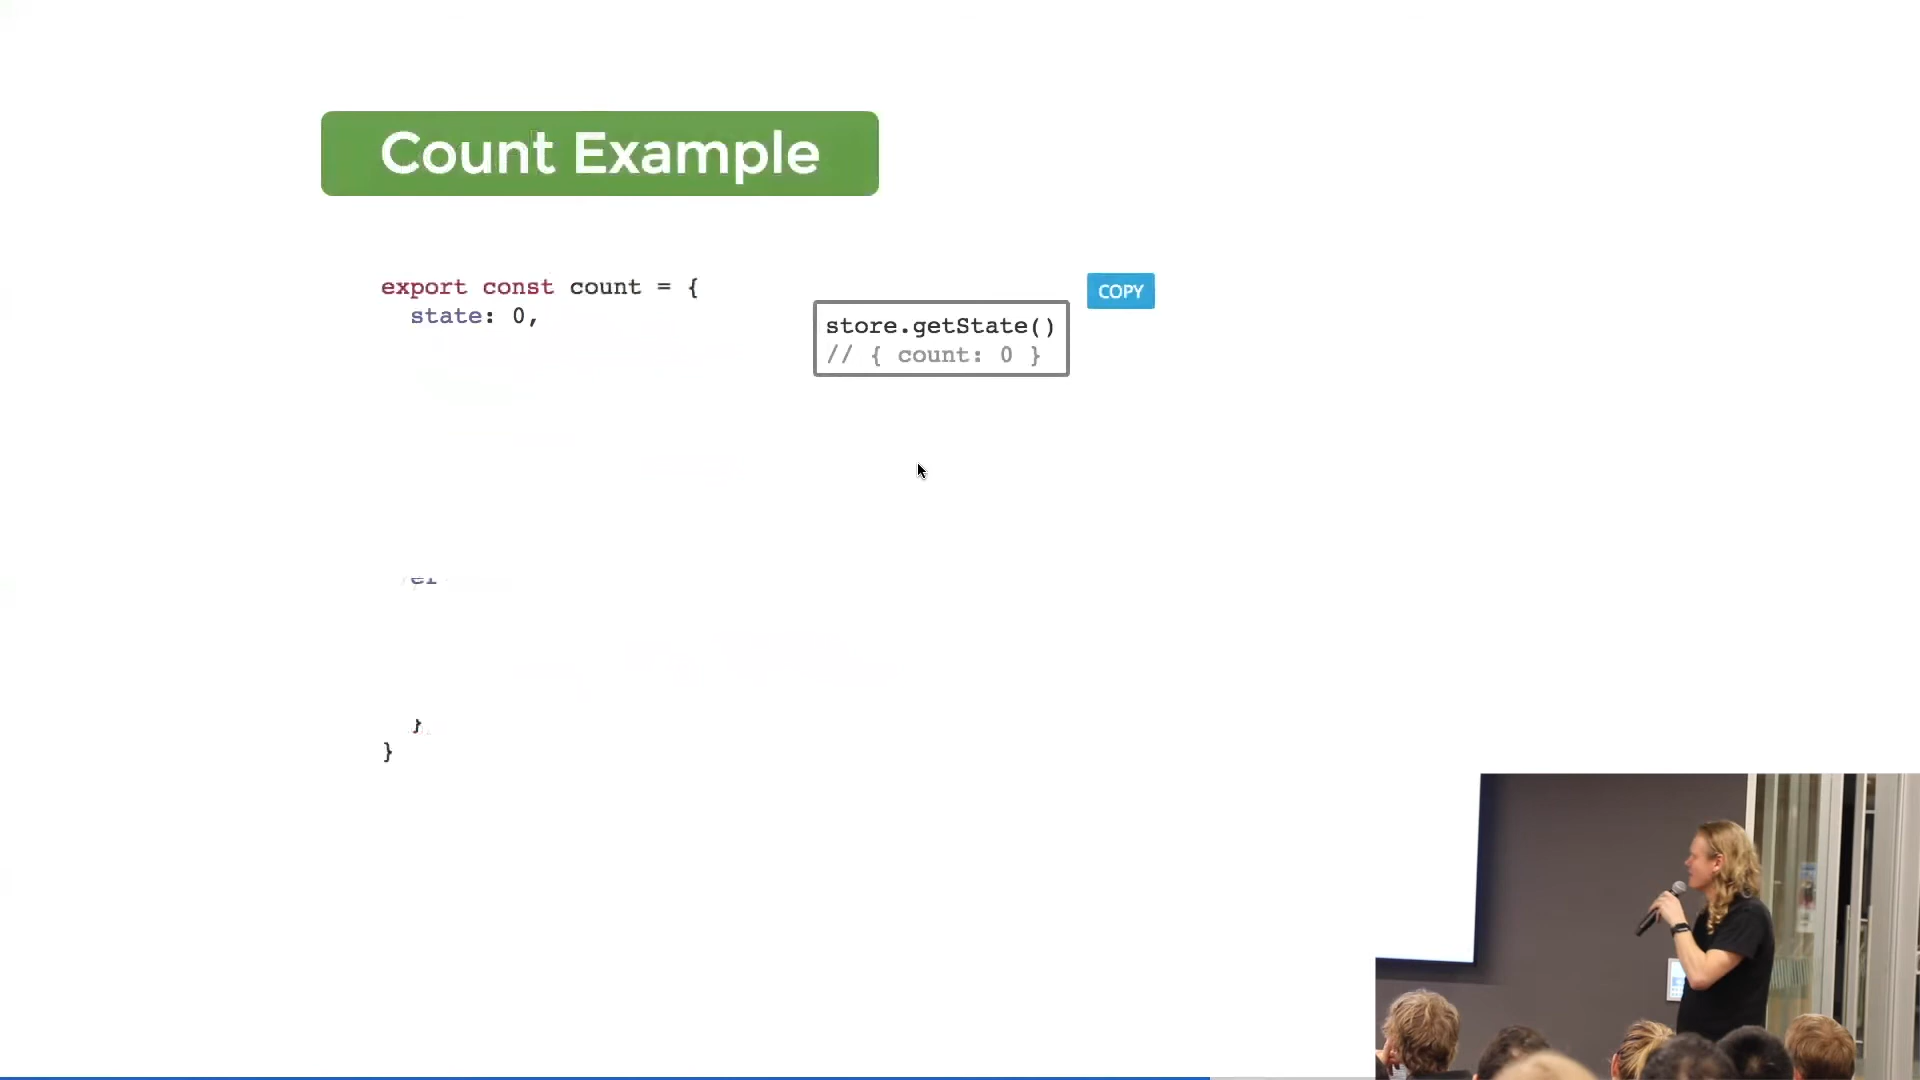 Count Example
export const count = {
state: 0,
COPY
store.getState()
// { count: 0 }
}
}